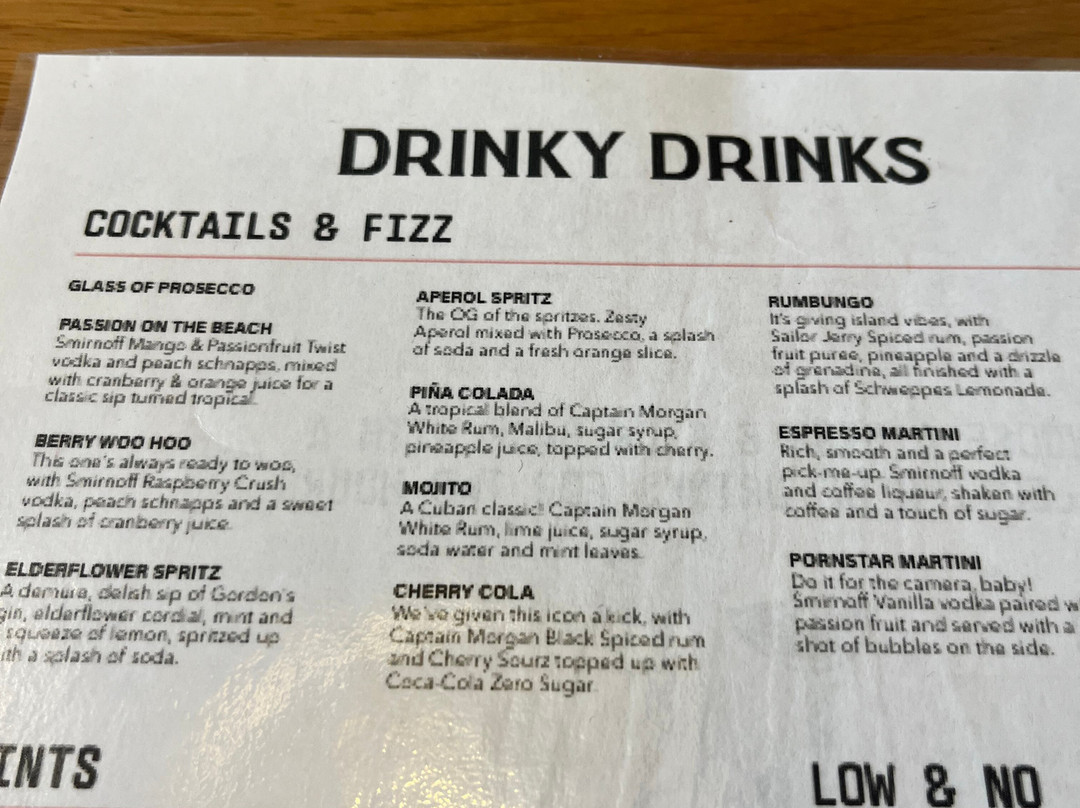 DRINKY DRINKS
COCKTAILS & FIZZ
GLASS OF PROSECCO
PASSION ON THE BEACH
Smirnoff Mango & Passionfruit Twist
vodka and peach schnapps, mixed
with cranberry & orange juice for a
classic sip turned tropical.
BERRY WOO HOO
This one's always ready to woo,
with Smirnoff Raspberry Crush
vodka, peach schnapps and a sweet
splash of cranberry juice.
ELDERFLOWER SPRITZ
A demure, delish sip of Gordon's
gin, elderflower cordial, mint and
squeeze of lemon, spritzed up
ith a splash of soda.
APEROL SPRITZ
The OG of the spritzes. Zesty
Aperol mixed with Prosecco, a splash
of soda and a fresh orange slice.
PIÑA COLADA
A tropical blend of Captain Morgan
White Rum, Malibu, sugar syrup,
pineapple juice, topped with cherry.
MOJITO
A Cuban classic! Captain Morgan
White Rum, lime juice, sugar syrup,
soda water and mint leaves.
CHERRY COLA
We've given this icon a kick, with
Captain Morgan Black Spiced rum
and Cherry Sourz topped up with
Coca-Cola Zero Sugar.
RUMBUNGO
It's giving island vibes, with
Sailor Jerry Spiced rum, passion
fruit puree, pineapple and a drizzle
of grenadine, all finished with a
splash of Schweppes Lemonade.
ESPRESSO MARTINI
Rich, smooth and a perfect
pick-me-up. Smirnoff vodka
and coffee liqueur, shaken with
coffee and a touch of sugar.
PORNSTAR MARTINI
Do it for the camera, baby!
Smirnoff Vanilla vodka paired w
passion fruit and served with a
shot of bubbles on the side.
INTS
LOW & NO